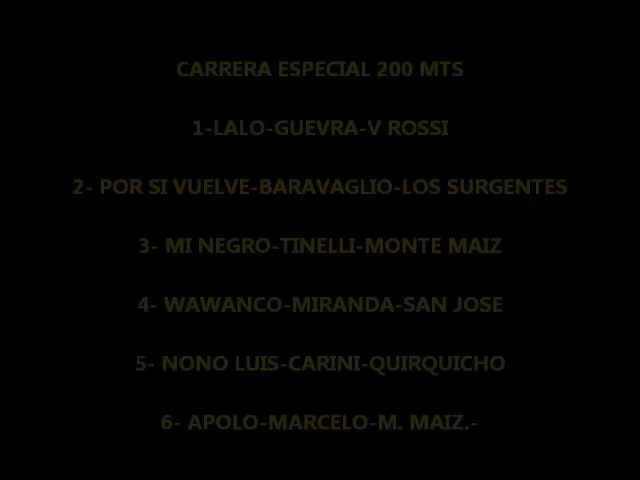 CARRERA ESPECIAL 200 MTS
1-LALO-GUEVRA-V ROSSI
2- POR SI VUELVE-BARAVAGLIO-LOS SURGENTES
3- MI NEGRO-TINELLI-MONTE MAIZ
4- WAWANCO-MIRANDA-SAN JOSE
5- NONO LUIS-CARINI-QUIRQUICHO
6- APOLO-MARCELO-M. MAIZ.-